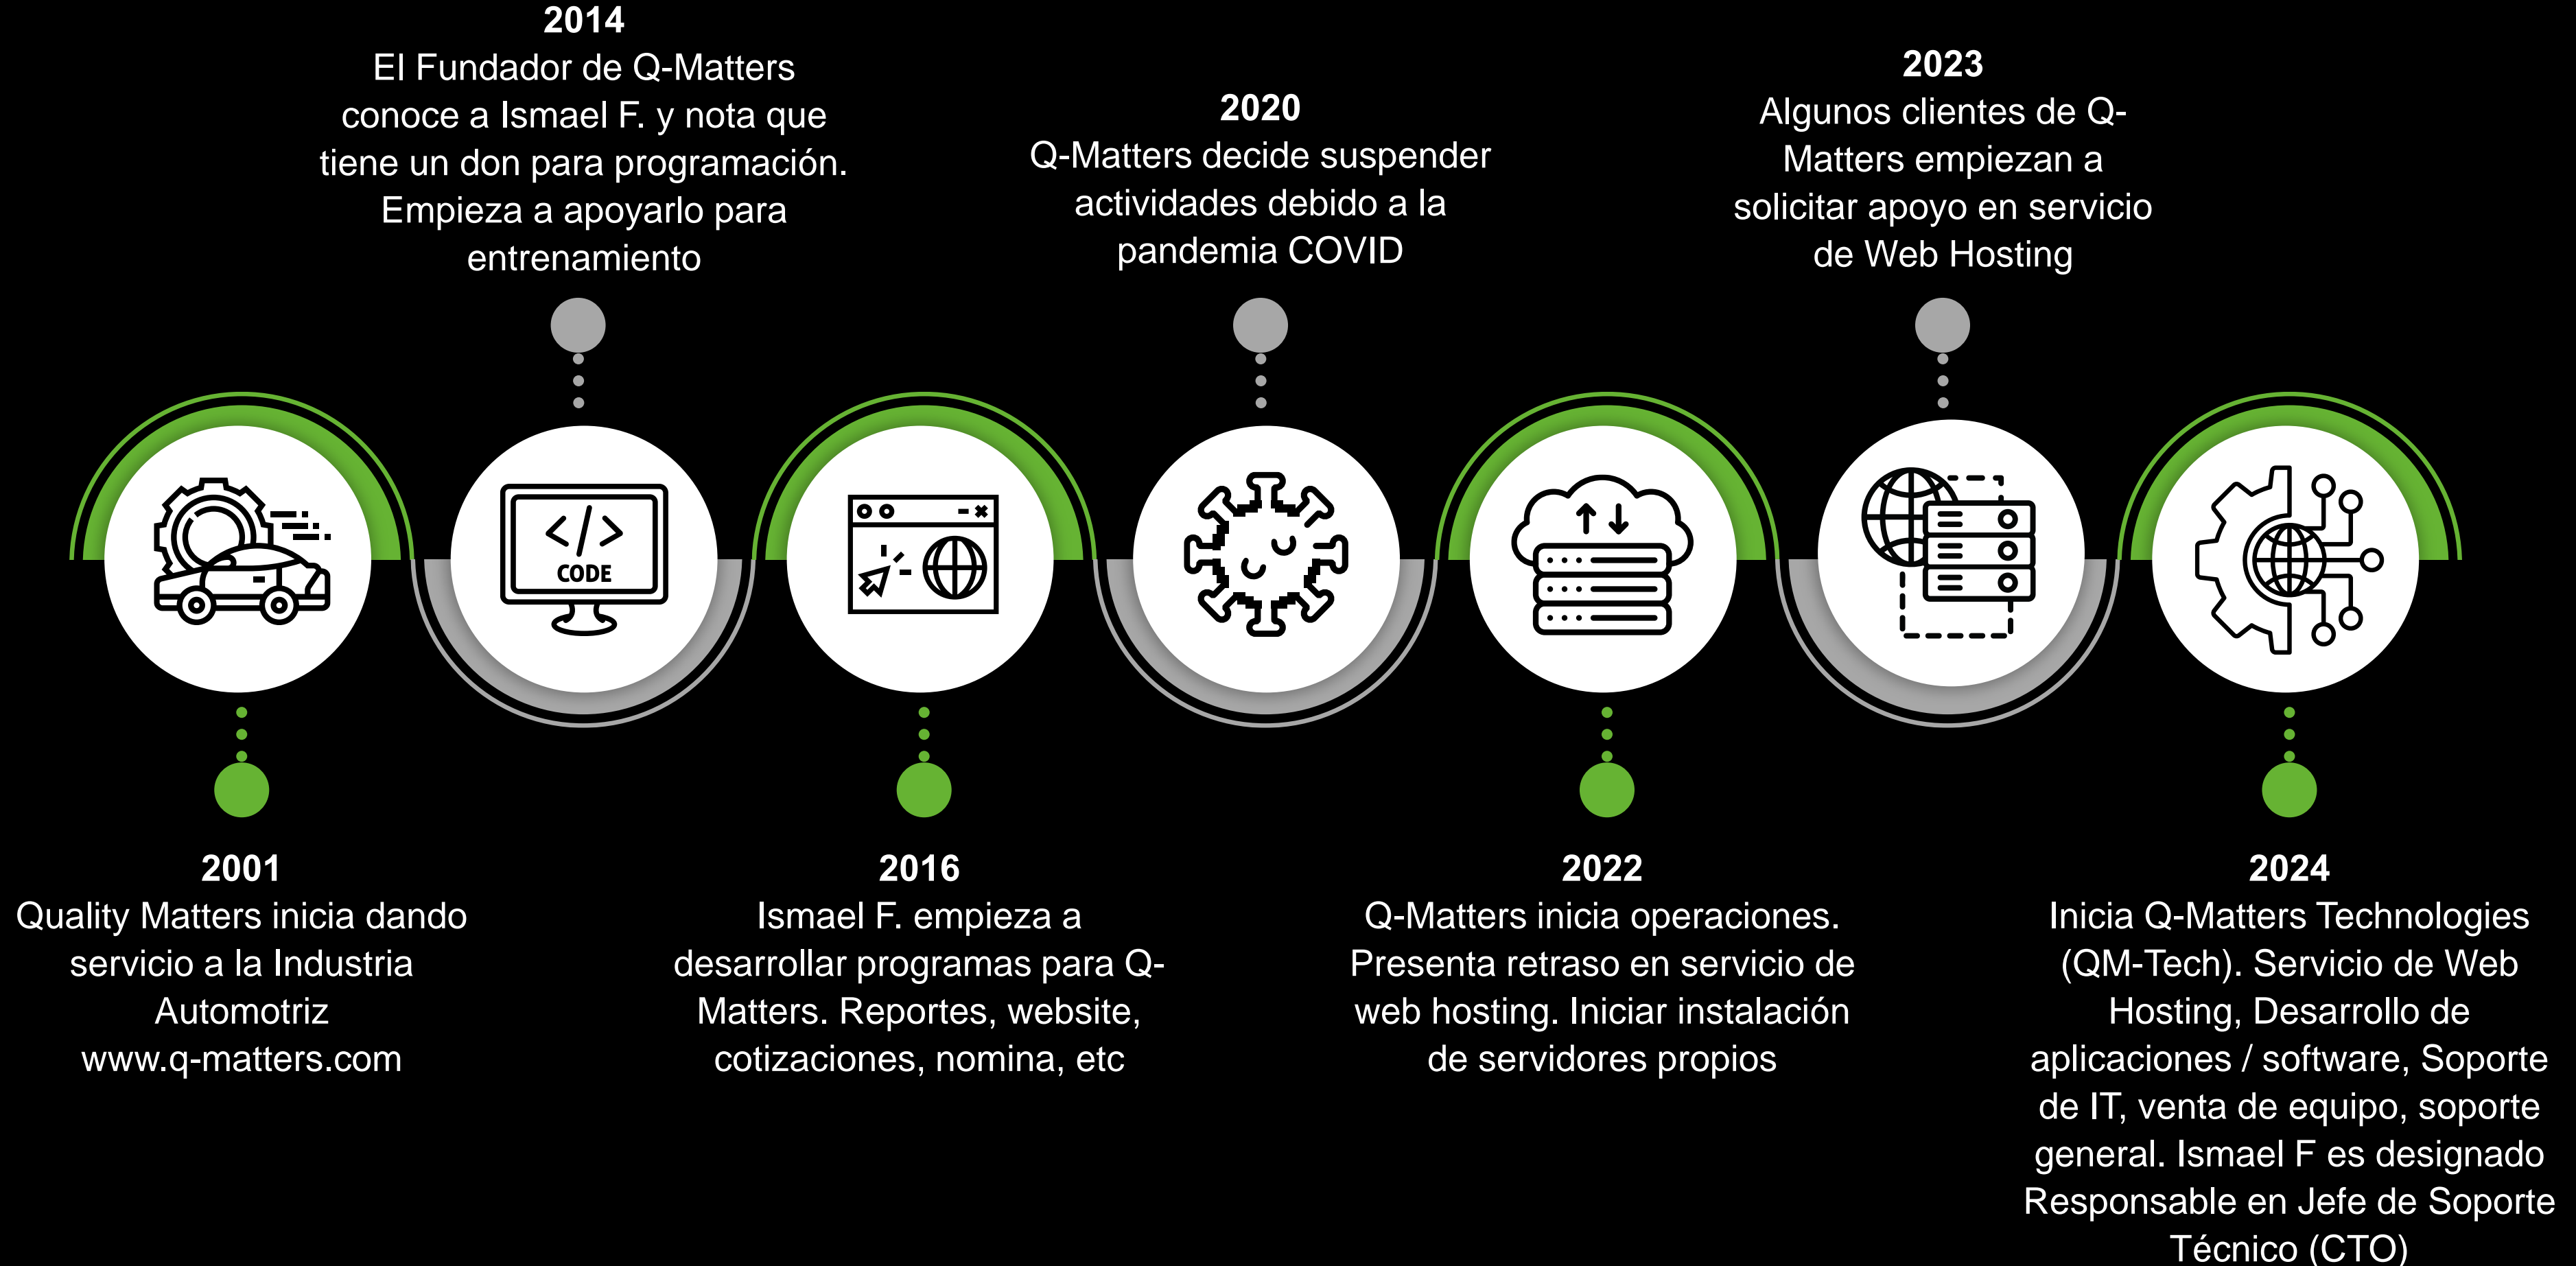 2014
El Fundador de Q-Matters
conoce a Ismael F. y nota que
tiene un don para programación.
Empieza a apoyarlo para
entrenamiento
2020
Q-Matters decide suspender
actividades debido a la
pandemia COVID
2023
Algunos clientes de Q-
Matters empiezan a
solicitar apoyo en servicio
de Web Hosting
</>
CODE
2001
Quality Matters inicia dando
servicio a la Industria
Automotriz
www.q-matters.com
2016
Ismael F. empieza a
desarrollar programas para Q-
Matters. Reportes, website,
cotizaciones, nomina, etc
2022
Q-Matters inicia operaciones.
Presenta retraso en servicio de
web hosting. Iniciar instalación
de servidores propios
2024
Inicia Q-Matters Technologies
(QM-Tech). Servicio de Web
Hosting, Desarrollo de
aplicaciones / software, Soporte
de IT, venta de equipo, soporte
general. Ismael F es designado
Responsable en Jefe de Soporte
Técnico (CTO)